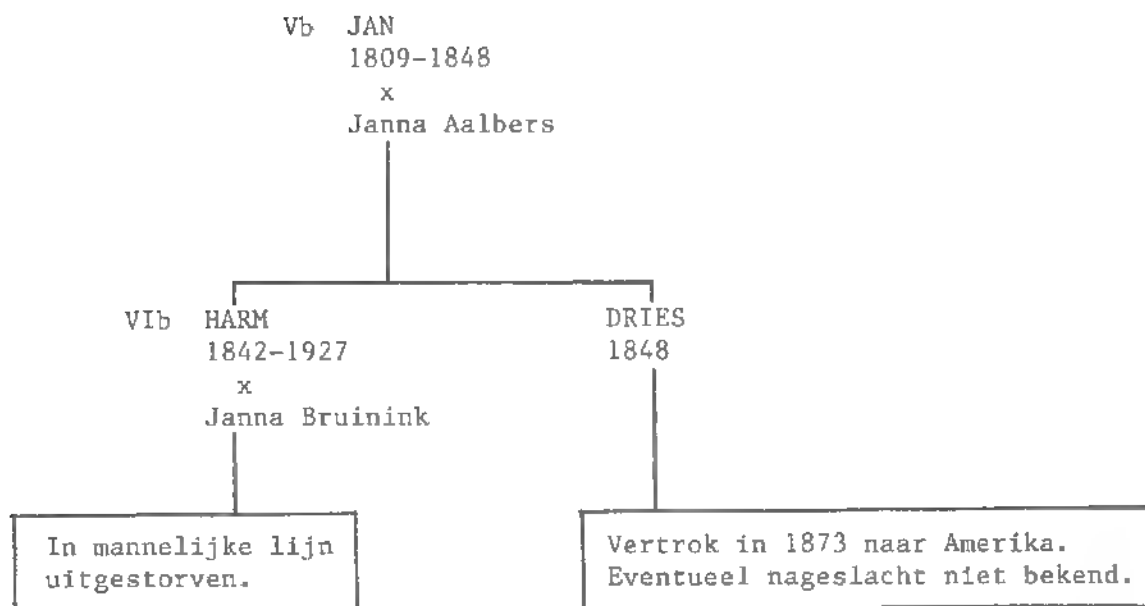 Vb JAN
1809-1848
x
Janna Aalbers
VIb HARM
1842-1927
x
Janna Bruinink
DRIES
1848
In mannelijke lijn
uitgestorven.
Vertrok in 1873 naar Amerika.
Eventueel nageslacht niet bekend.